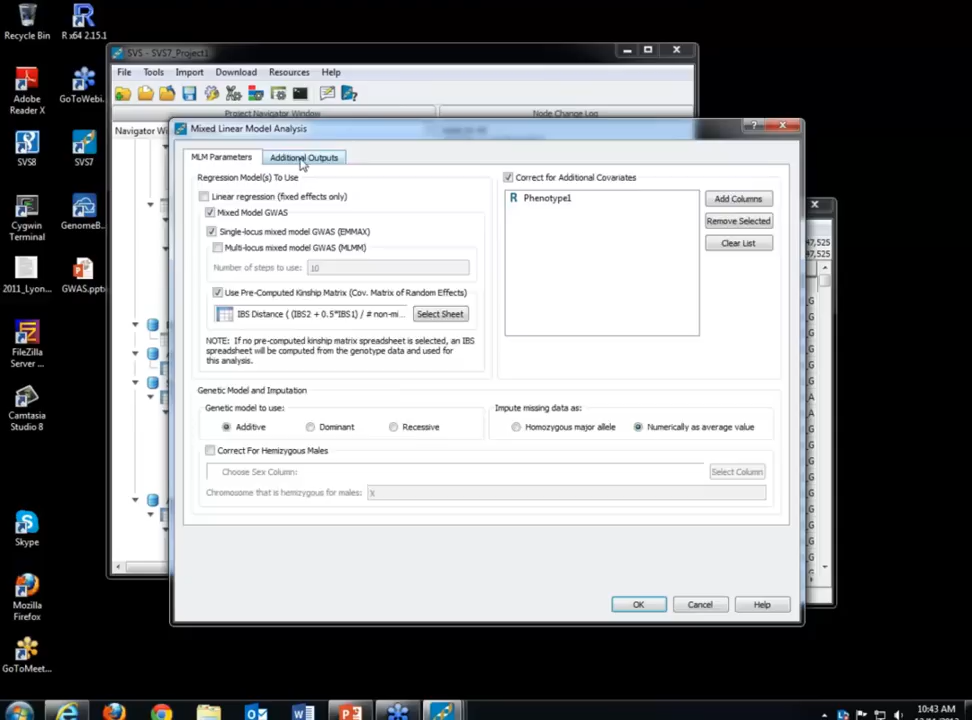 Recycle Bin
R x64 2.15.1
Adobe
Reader X
GoToWebi...
SVS8
SVS7
Cygwin
Terminal
GenomeB...
2011_Lyon...
GWAS.pptx
FileZilla
Server ...
Camtasia
Studio 8
Skype
Mozilla
Firefox
GoToMeet...
SVS - SVS7_Project1
File Tools Import Download Resources Help
Project Navigator Window
Node Change Log
Navigator Wi
Mixed Linear Model Analysis
MLM Parameters
Additional Outputs
Regression Model(s) To Use
Linear regression (fixed effects only)
Mixed Model GWAS
Single-locus mixed model GWAS (EMMAX)
Multi-locus mixed model GWAS (MLMM)
Number of steps to use: 10
Use Pre-Computed Kinship Matrix (Cov. Matrix of Random Effects)
IBS Distance ( (IBS2 + 0.5*IBS1) / # non-mi...
Select Sheet
NOTE: If no pre-computed kinship matrix spreadsheet is selected, an IBS
spreadsheet will be computed from the genotype data and used for
this analysis.
Correct for Additional Covariates
R Phenotype1
Add Columns
Remove Selected
Clear List
Genetic Model and Imputation
Genetic model to use:
Additive Dominant Recessive
Impute missing data as:
Homozygous major allele Numerically as average value
Correct For Hemizygous Males
Choose Sex Column:
Select Column
Chromosome that is hemizygous for males: X
OK Cancel Help
47,525
47,525
10:43 AM